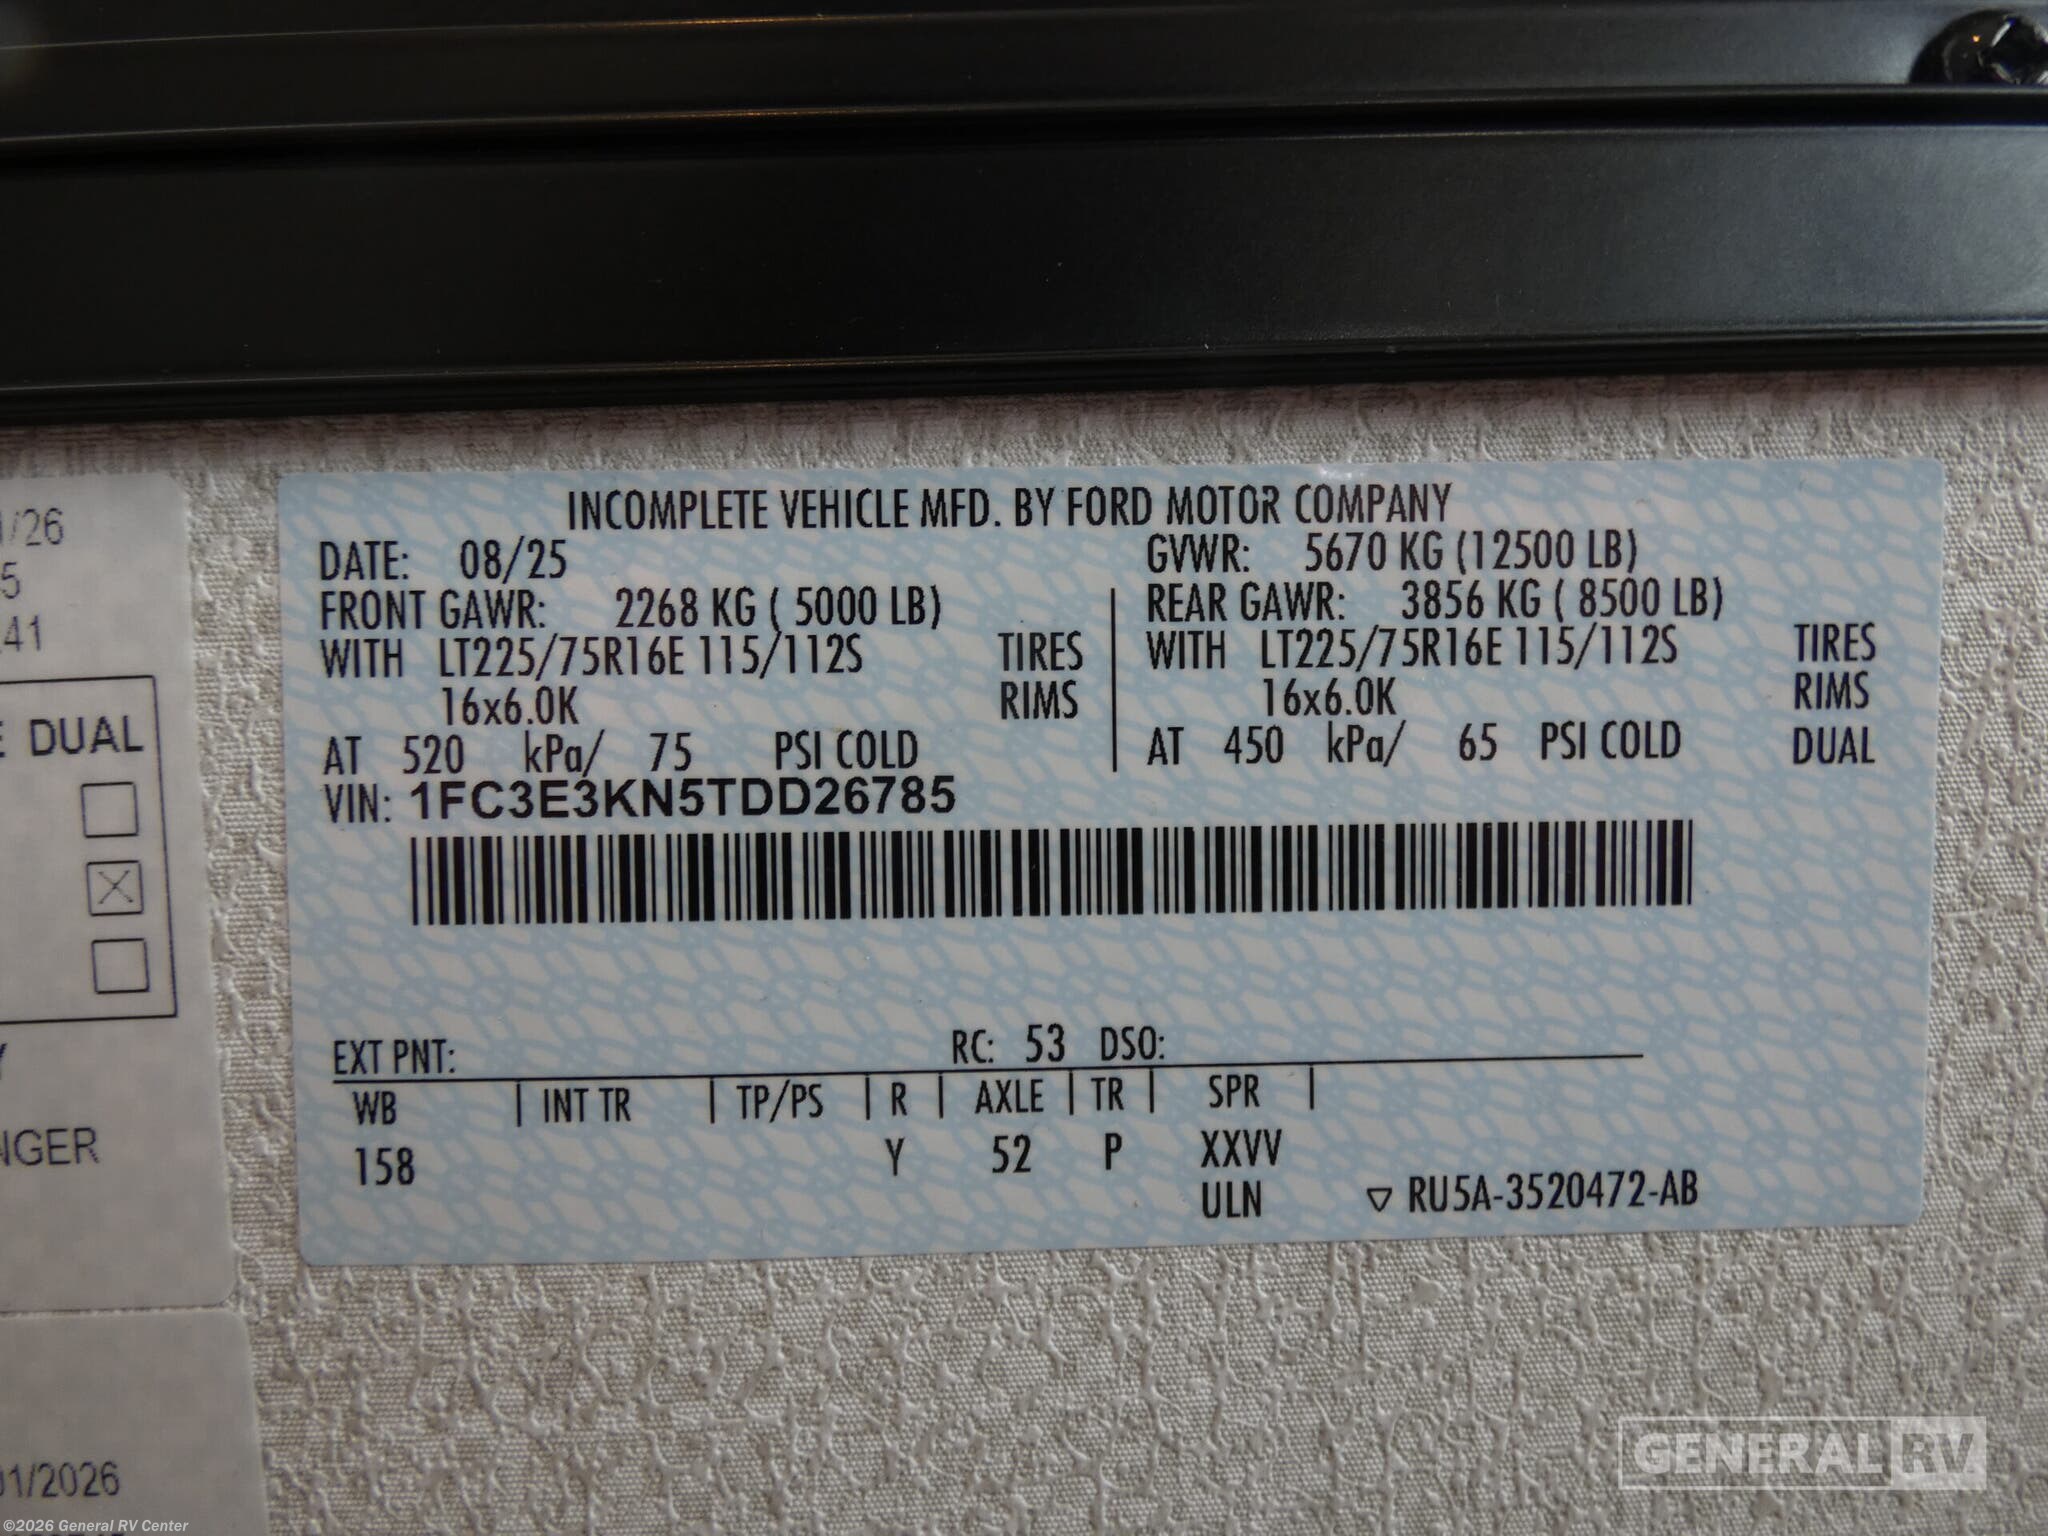 INCOMPLETE VEHICLE MFD. BY FORD MOTOR COMPANY
DATE: 08/25 GVWR: 5670 KG (12500 LB)
FRONT GAWR: 2268 KG ( 5000 LB) REAR GAWR: 3856 KG ( 8500 LB)
WITH LT225/75R16E 115/112S TIRES WITH LT225/75R16E 115/112S TIRES
16x6.0K RIMS 16x6.0K RIMS
AT 520 kPa/ 75 PSI COLD AT 450 kPa/ 65 PSI COLD DUAL
VIN: 1FC3E3KN5TDD26785
EXT PNT: RC: 53 DSO:
WB INT TR TP/PS R AXLE TR SPR
158 Y 52 P XXVV
ULN ▽ RU5A-3520472-AB
/26
5
41
DUAL
NGER
01/2026
GENERAL RV
©2026 General RV Center